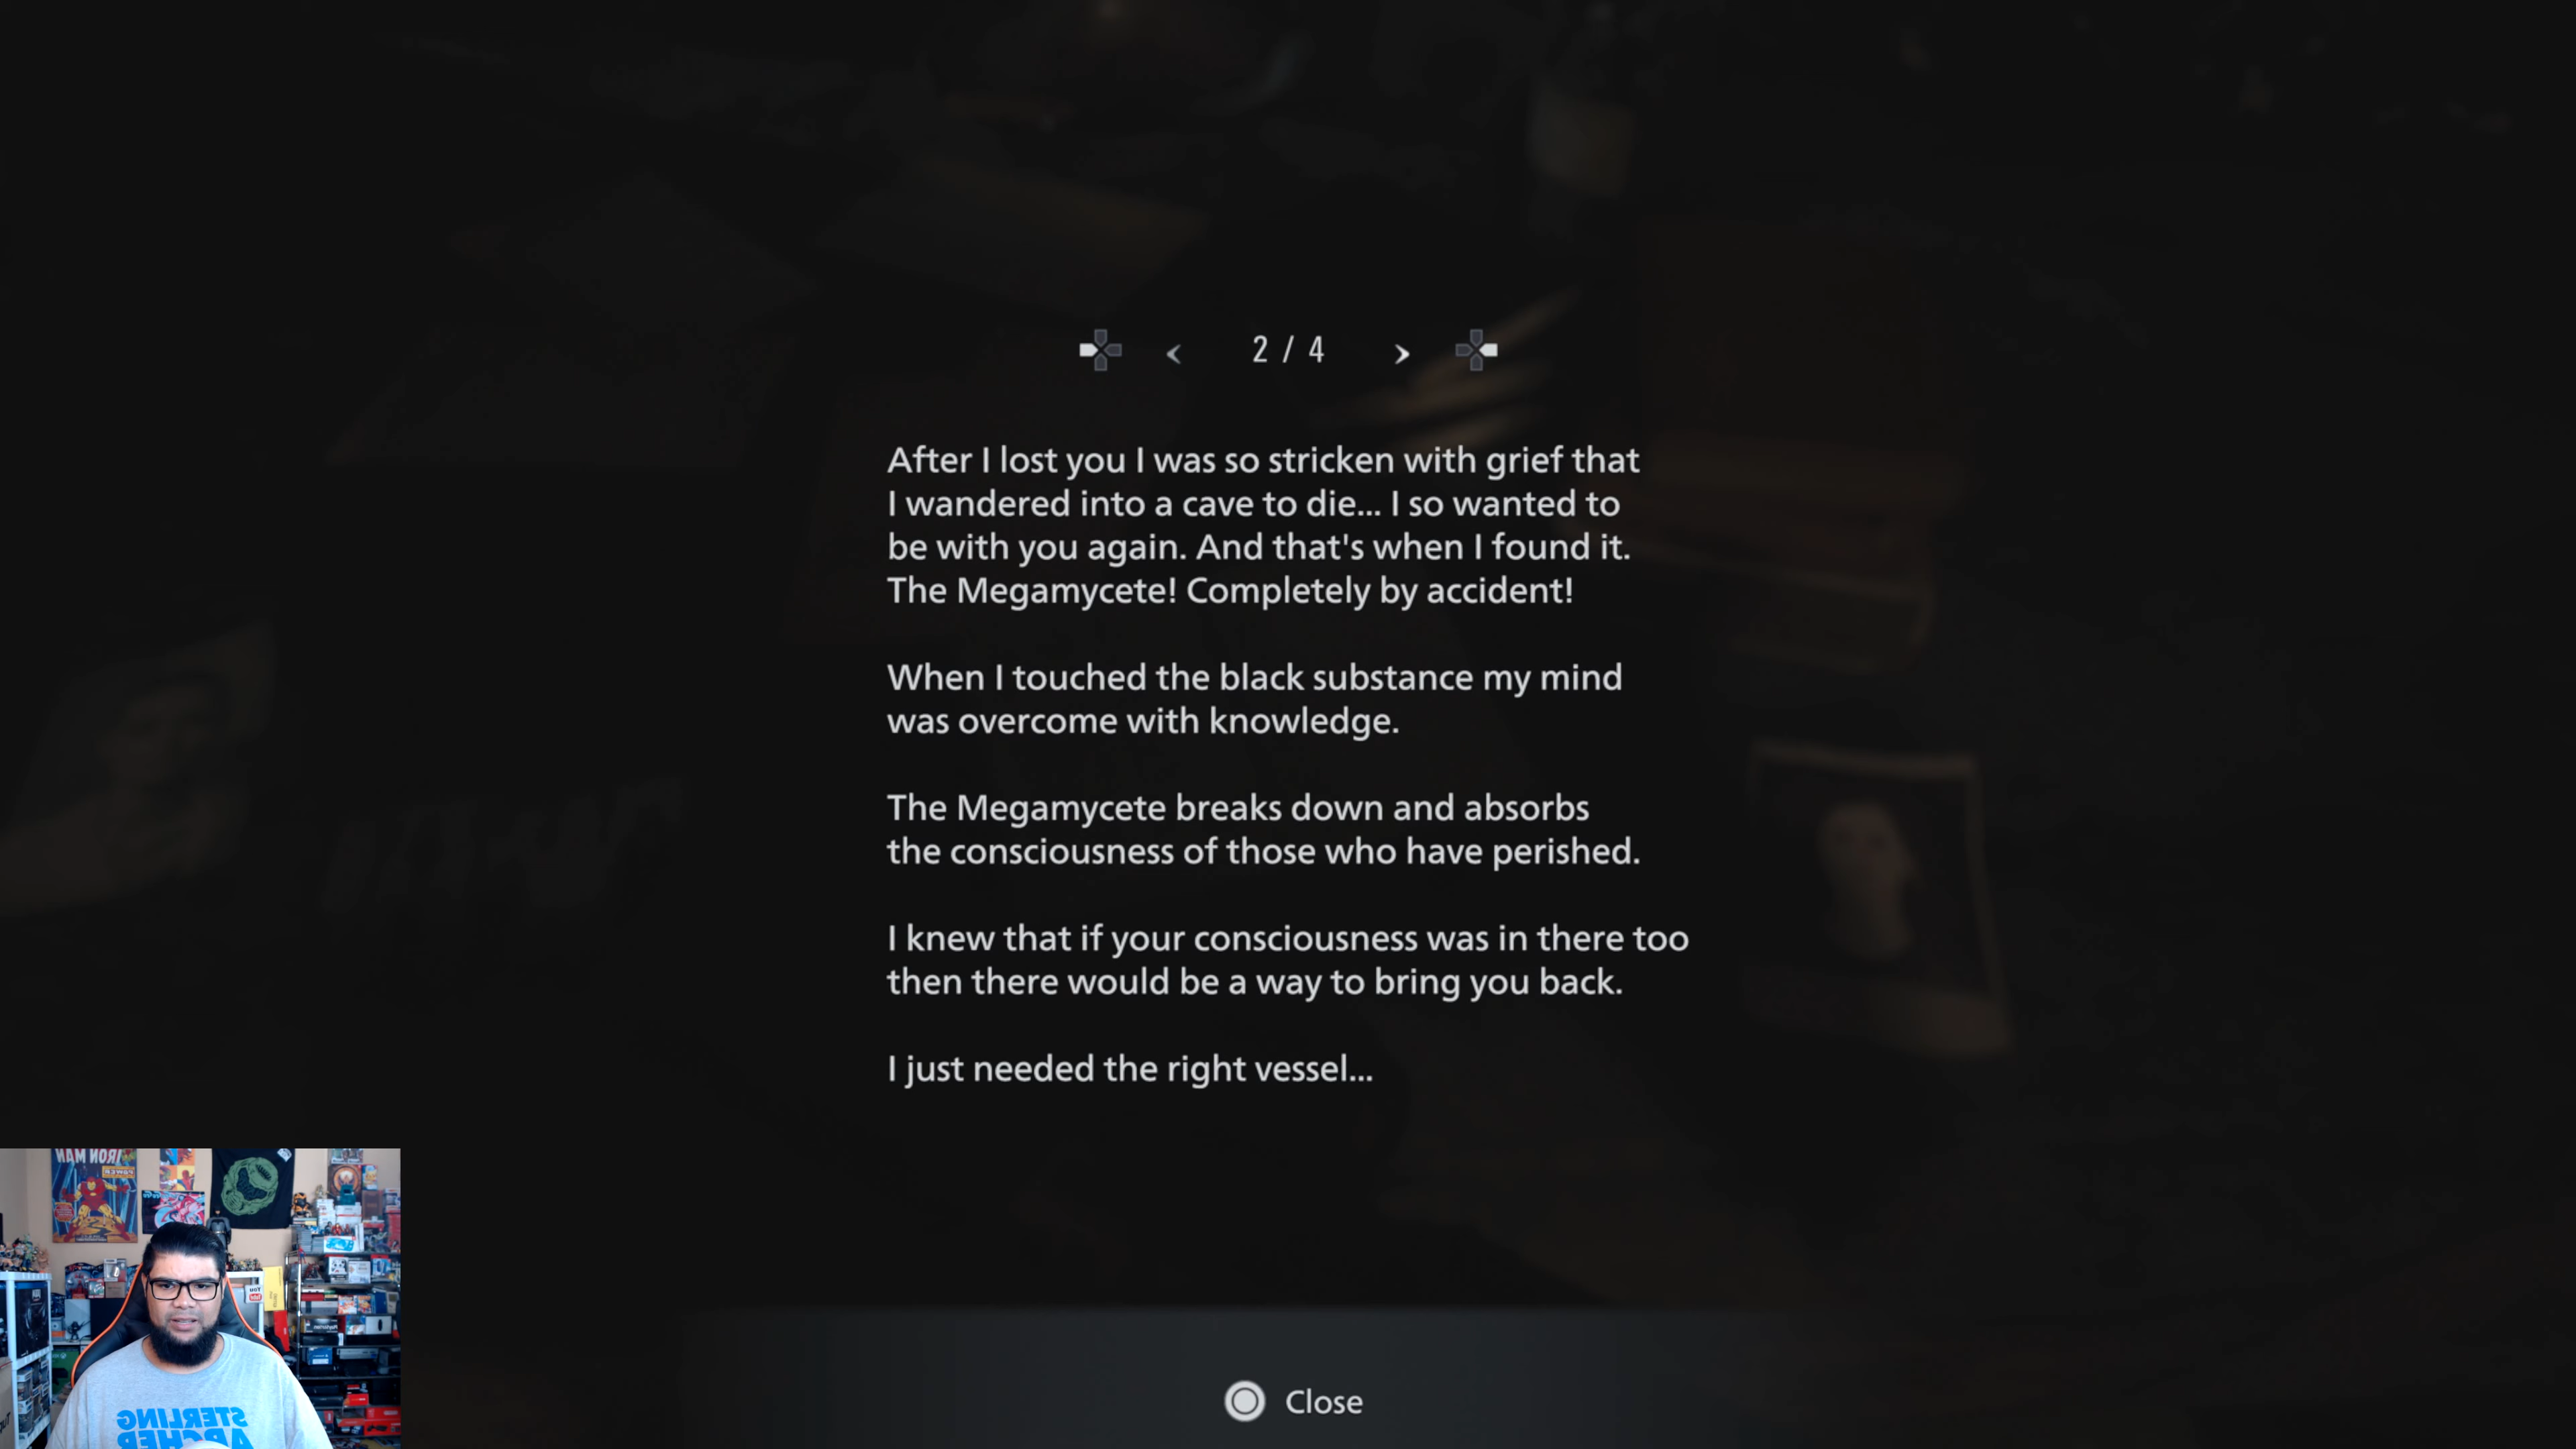 2 / 4
After I lost you I was so stricken with grief that
I wandered into a cave to die... I so wanted to
be with you again. And that's when I found it.
The Megamycete! Completely by accident!
When I touched the black substance my mind
was overcome with knowledge.
The Megamycete breaks down and absorbs
the consciousness of those who have perished.
I knew that if your consciousness was in there too
then there would be a way to bring you back.
I just needed the right vessel...
Close
IRON MAN
STERLING
ARCHER